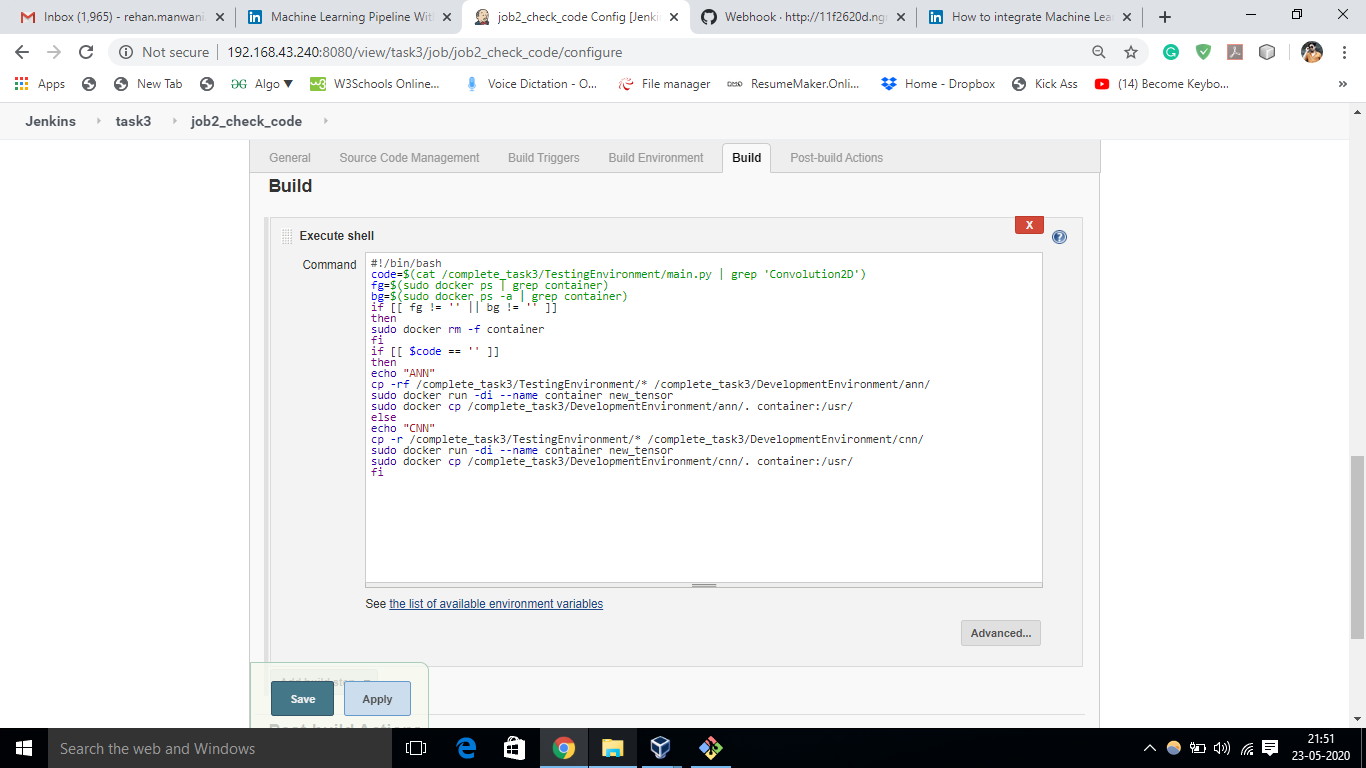 Inbox (1,965) - rehan.manwani
Machine Learning Pipeline Wit
job2_check_code Config [Jenki
Webhook · http://11f2620d.ngr
How to integrate Machine Lea
Not secure
192.168.43.240:8080/view/task3/job/job2_check_code/configure
Apps
New Tab
Algo ▼
W3Schools Online...
Voice Dictation - O...
File manager
ResumeMaker.Onli...
Home - Dropbox
Kick Ass
(14) Become Keybo...
»
Jenkins
task3
job2_check_code
General
Source Code Management
Build Triggers
Build Environment
Build
Post-build Actions
Build
X
Execute shell
Command
#!/bin/bash
code=$(cat /complete_task3/TestingEnvironment/main.py | grep 'Convolution2D')
fg=$(sudo docker ps | grep container)
bg=$(sudo docker ps -a | grep container)
if [[ fg != '' || bg != '' ]]
then
sudo docker rm -f container
fi
if [[ $code == '' ]]
then
echo "ANN"
cp -rf /complete_task3/TestingEnvironment/* /complete_task3/DevelopmentEnvironment/ann/
sudo docker run -di --name container new_tensor
sudo docker cp /complete_task3/DevelopmentEnvironment/ann/. container:/usr/
else
echo "CNN"
cp -r /complete_task3/TestingEnvironment/* /complete_task3/DevelopmentEnvironment/cnn/
sudo docker run -di --name container new_tensor
sudo docker cp /complete_task3/DevelopmentEnvironment/cnn/. container:/usr/
fi
See the list of available environment variables
Advanced...
Add build step
Save
Apply
Post-build Actions
Search the web and Windows
21:51
23-05-2020